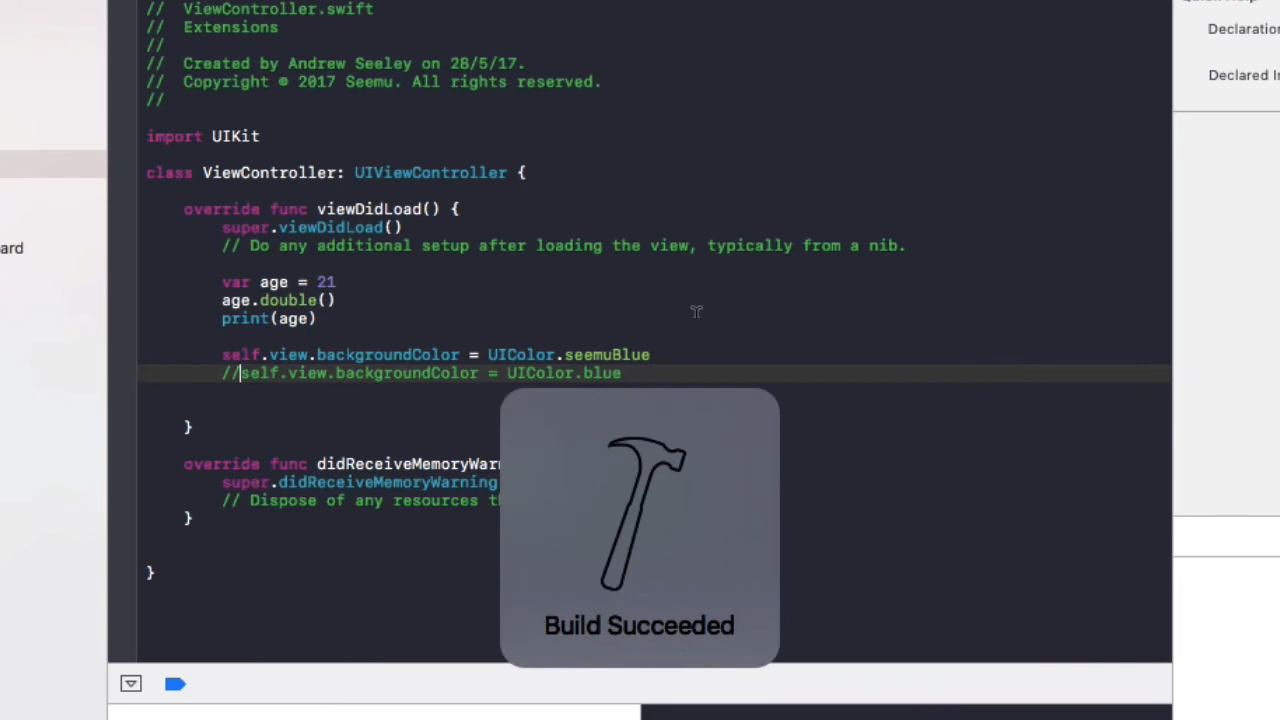 //  ViewController.swift
//  Extensions
//
//  Created by Andrew Seeley on 28/5/17.
//  Copyright © 2017 Seemu. All rights reserved.
//
import UIKit
class ViewController: UIViewController {
override func viewDidLoad() {
super.viewDidLoad()
// Do any additional setup after loading the view, typically from a nib.
var age = 21
age.double()
print(age)
self.view.backgroundColor = UIColor.seemuBlue
//self.view.backgroundColor = UIColor.blue
}
override func didReceiveMemoryWar
super.didReceiveMemoryWarning
// Dispose of any resources th
}
}
Build Succeeded
ard
Declaration
Declared In